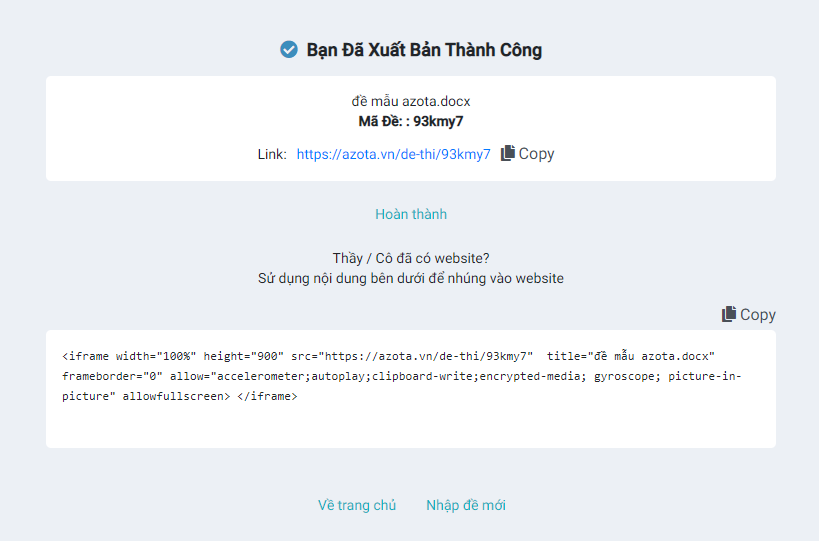 Bạn Đã Xuất Bản Thành Công
đề mẫu azota.docx
Mã Đề: : 93kmy7
Link: https://azota.vn/de-thi/93kmy7 Copy
Hoàn thành
Thầy / Cô đã có website?
Sử dụng nội dung bên dưới để nhúng vào website
Copy
<iframe width="100%" height="900" src="https://azota.vn/de-thi/93kmy7"  title="đề mẫu azota.docx"
frameborder="0" allow="accelerometer;autoplay;clipboard-write;encrypted-media; gyroscope; picture-in-
picture" allowfullscreen> </iframe>
Về trang chủ Nhập đề mới